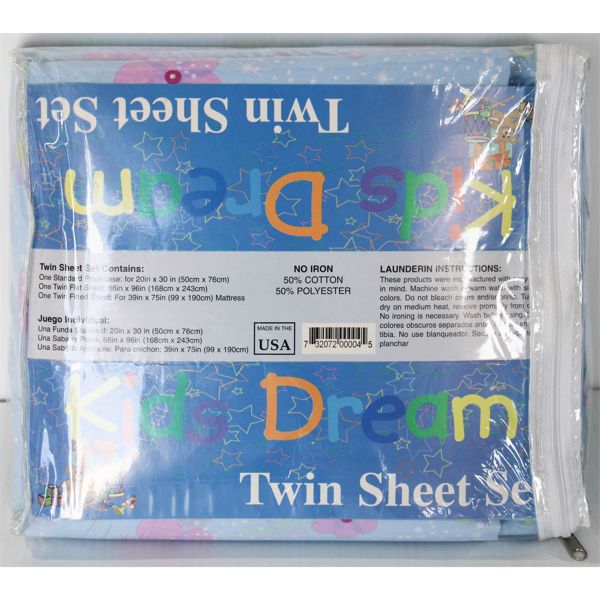 Twin Sheet Set
Kids Dream
Twin Sheet Set Contains:
One Standard Pillowcase: for 20in x 30 in (50cm x 76cm)
One Twin Flat Sheet: 66in x 96in (168cm x 243cm)
One Twin Fitted Sheet: For 39in x 75in (99 x 190cm) Mattress
Juego Individual:
Una Funda Standard: 20in x 30 in (50cm x 76cm)
Una Sabana Plana, 66in x 96in (168cm x 243cm)
Una Sabana Ajustable: Para colchon: 39in x 75in (99 x 190cm)
NO IRON
50% COTTON
50% POLYESTER
MADE IN THE
USA
7 32072 00004 5
LAUNDERIN INSTRUCTIONS:
These products were manufactured with
in mind. Machine wash in warm water with
colors. Do not bleach colors and/or
dry on medium heat, remove promptly from
No ironing is necessary. Wash before
colores obscuros separados
No use blanqueador.
planchar
Kids Dream
Twin Sheet Se